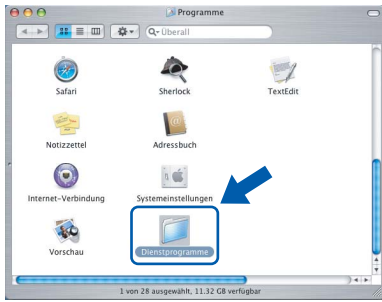 Programme
Überall
Safari
Sherlock
TextEdit
Notizzettel
Adressbuch
Internet-Verbindung
Systemeinstellungen
Vorschau
Dienstprogramme
1 von 28 ausgewählt, 11.32 GB verfügbar